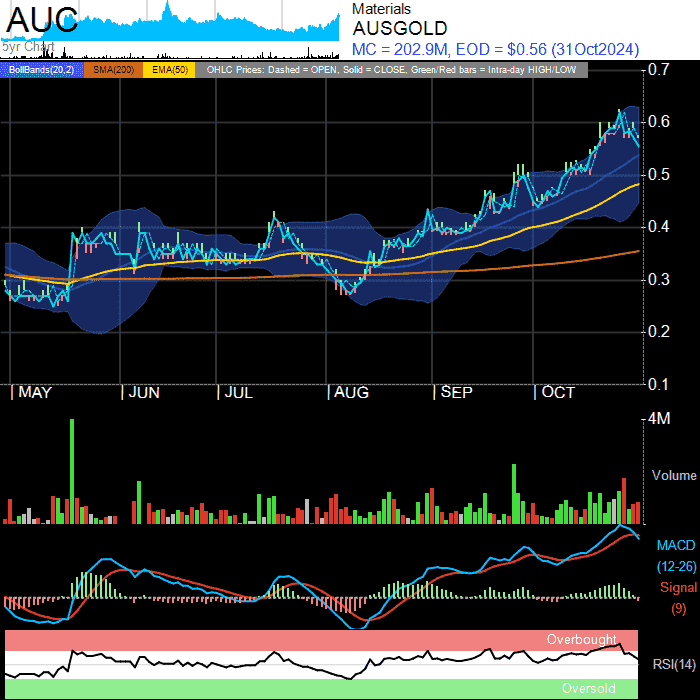 AUC
Materials
AUSGOLD
MC = 202.9M, EOD = $0.56 (31Oct2024)
5yr Chart
BollBands(20,2) SMA(200) EMA(50) OHLC Prices: Dashed = OPEN, Solid = CLOSE, Green/Red bars = Intra-day HIGH/LOW
0.7
0.6
0.5
0.4
0.3
0.2
0.1
MAY JUN JUL AUG SEP OCT
4M
Volume
MACD
(12-26)
Signal
(9)
Overbought
RSI(14)
Oversold